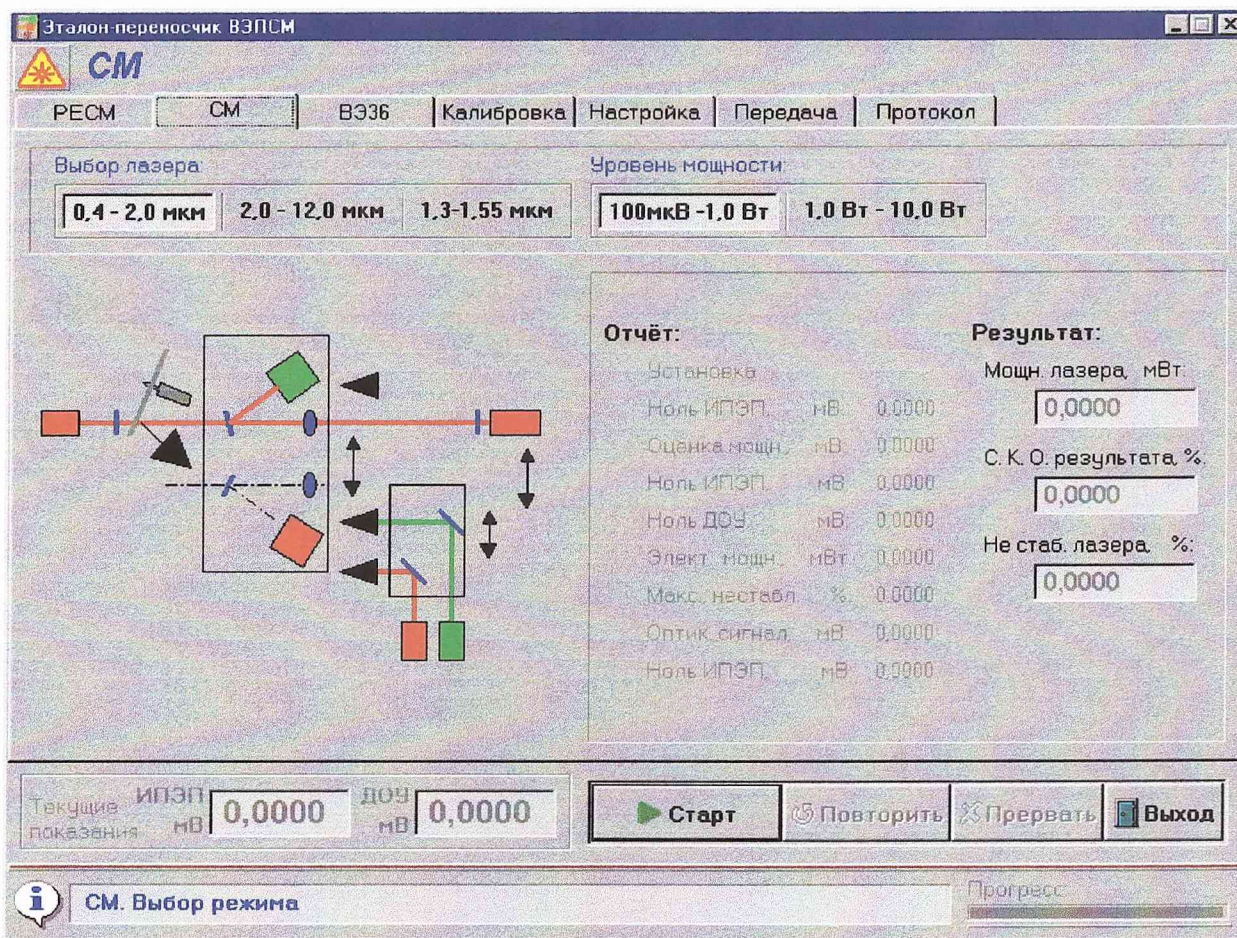 Эталон-переносчик ВЭПСМ
СМ
РЕСМ СМ ВЭ36 Калибровка Настройка Передача Протокол
Выбор лазера: Уровень мощности:
0,4 - 2,0 мкм 2,0 - 12,0 мкм 1,3-1,55 мкм 100мкВ -1,0 Вт 1,0 Вт - 10,0 Вт
Отчёт:
Установка
Ноль ИПЭП, мВ 0,0000
Оценка мощн. мВ 0,0000
Ноль ИПЭП, мВ 0,0000
Ноль ДОУ мВ 0,0000
Элект. мощн. мВт 0,0000
Макс. нестабл. % 0,0000
Оптик. сигнал мВ 0,0000
Ноль ИПЭП, мВ 0,0000
Результат:
Мощн. лазера, мВт:
0,0000
С. К. О. результата, %:
0,0000
Не стаб. лазера, %:
0,0000
Текущие показания ИПЭП мВ 0,0000 ДОУ мВ 0,0000
Старт Повторить Прервать Выход
СМ. Выбор режима
Прогресс